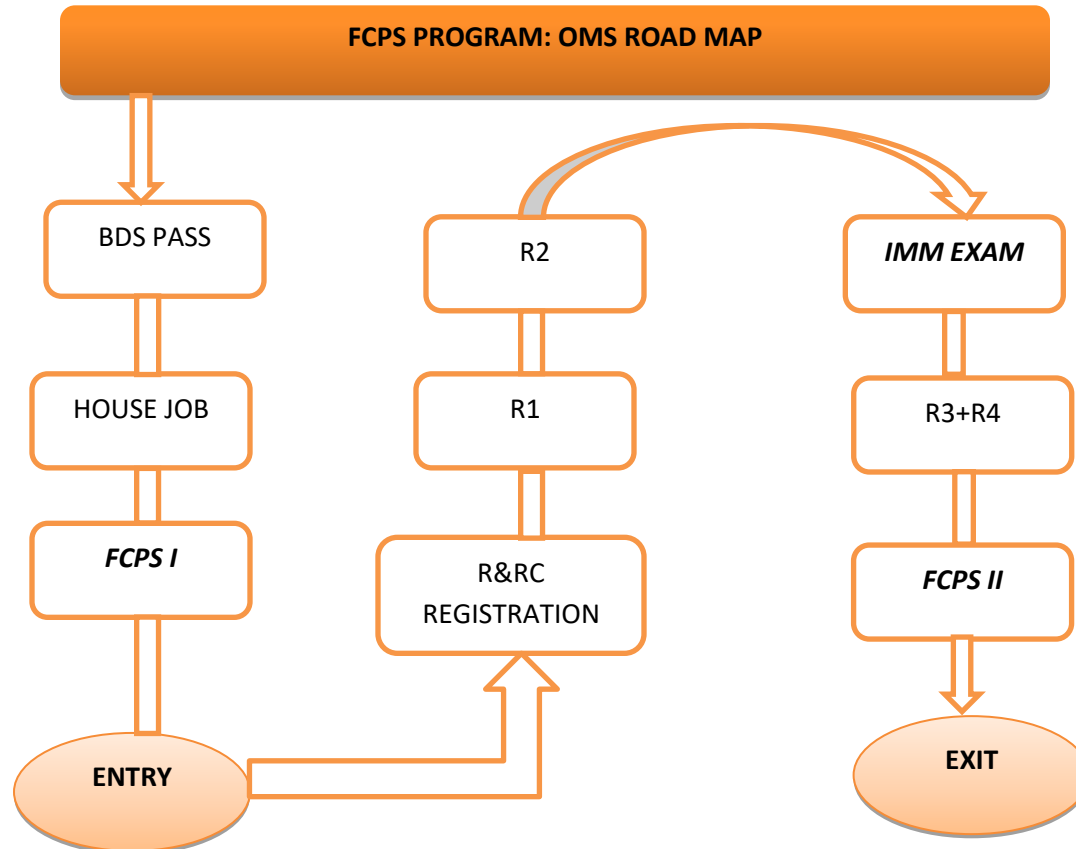 FCPS PROGRAM: OMS ROAD MAP
BDS PASS
HOUSE JOB
FCPS I
ENTRY
R&RC
REGISTRATION
R1
R2
IMM EXAM
R3+R4
FCPS II
EXIT